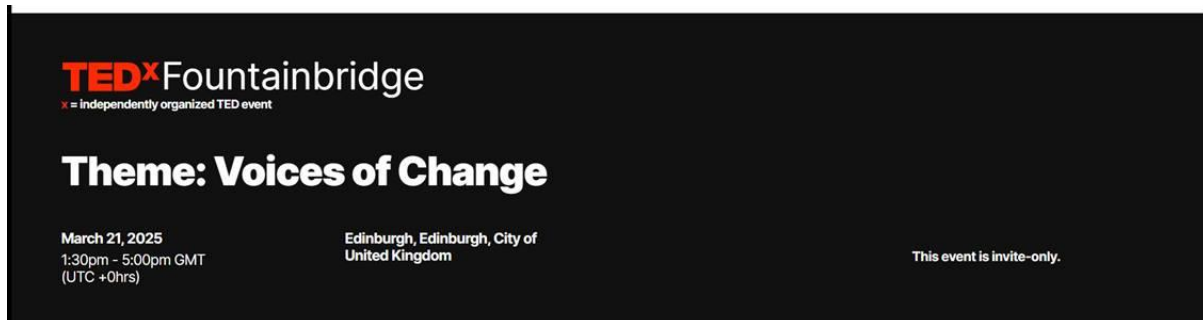 TEDxFountainbridge
x = independently organized TED event
Theme: Voices of Change
March 21, 2025
1:30pm - 5:00pm GMT
(UTC +0hrs)
Edinburgh, Edinburgh, City of
United Kingdom
This event is invite-only.